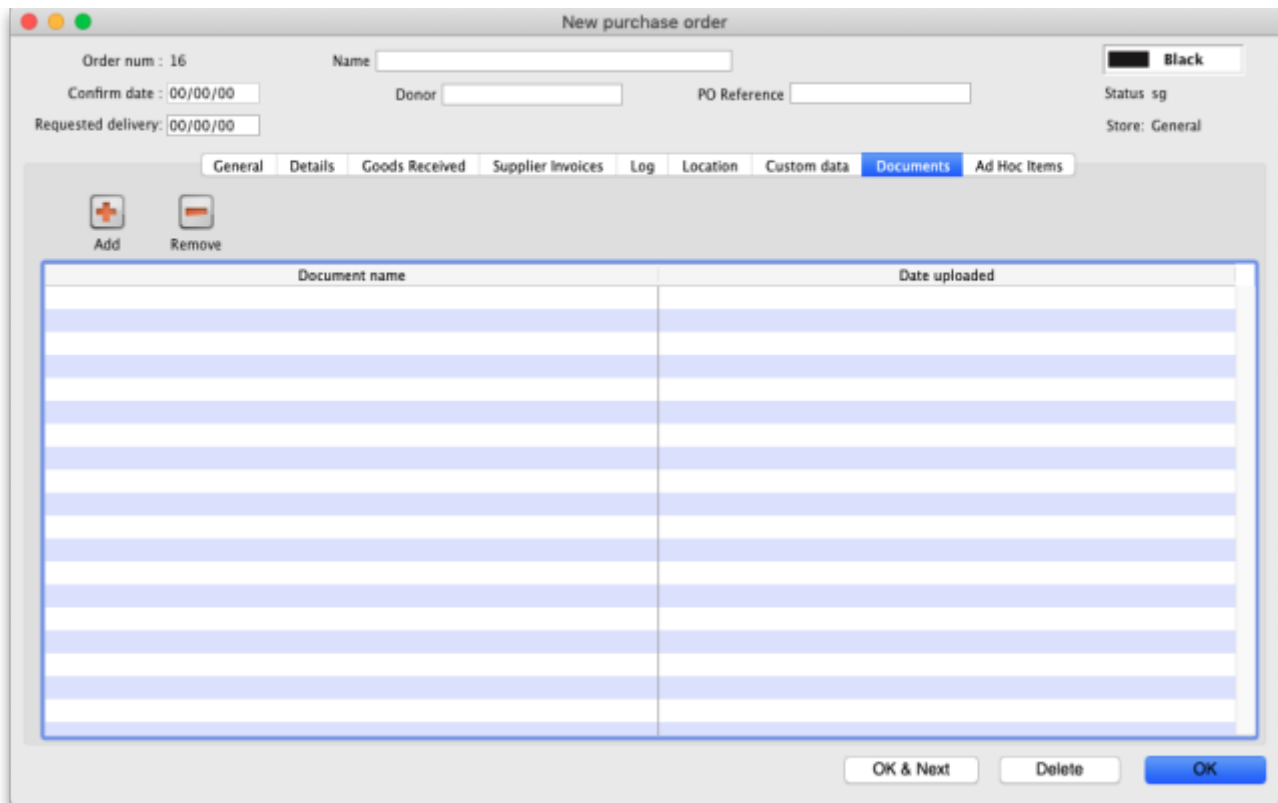 New purchase order
Order num : 16 Name Black
Confirm date : 00/00/00 Donor PO Reference Status sg
Requested delivery: 00/00/00 Store: General
General Details Goods Received Supplier Invoices Log Location Custom data Documents Ad Hoc Items
Add Remove
Document name Date uploaded
OK & Next Delete OK